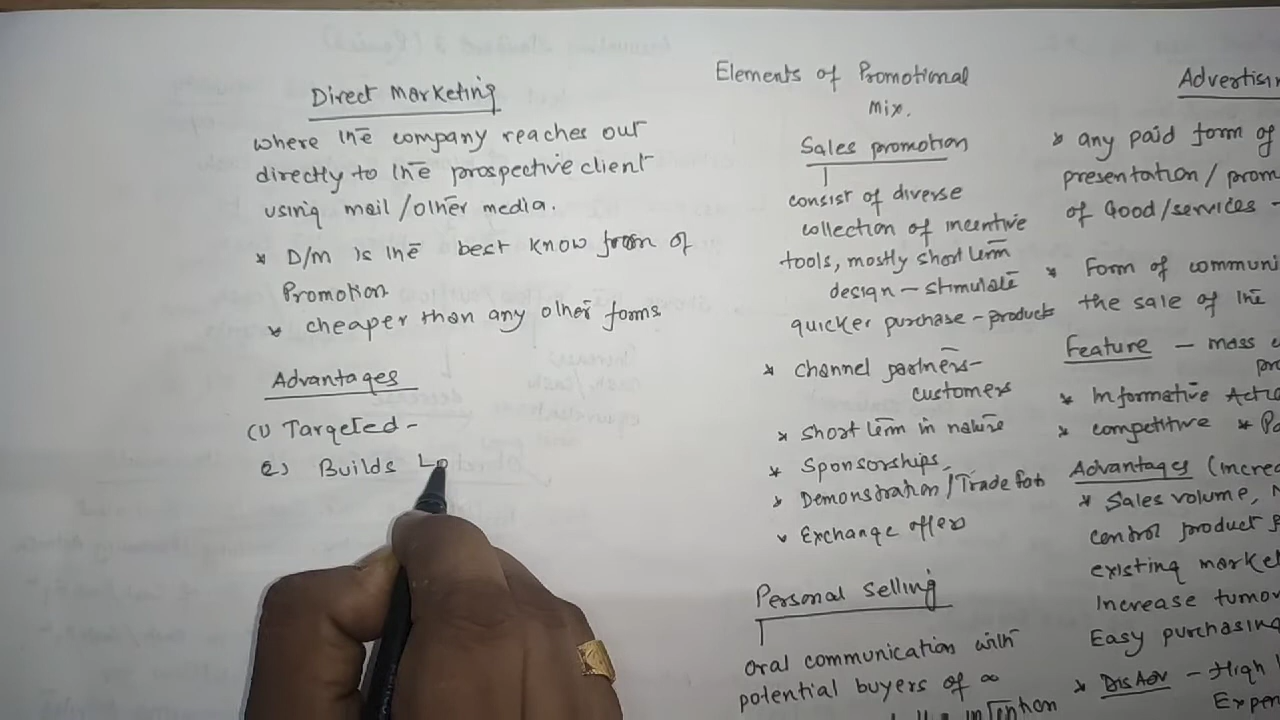 Direct Marketing
where the company reaches out
directly to the prospective client
using mail/other media.
* D/M is the best know from of
Promotion
* cheaper than any other forms
Advantages
(1) Targeted-
2) Builds Lo
Elements of Promotional
Mix.
Sales promotion
consist of diverse
collection of incentive
tools, mostly short term
design - stimulate
quicker purchase - products
* Channel partners-
customers
* Short term in nature
* Sponsorships,
* Demonstration/Trade
* Exchange offers
Personal Selling
Oral communication with
potential buyers of
intention
Advertisin
* any paid form of
presentation/prom
of Good/services -
* Form of communi
the sale of the
Feature - mass
* Informative
* competitive *
Advantages (increa
* Sales volume,
control product
existing market
Increase
Easy purchasing
* DisAdv - High
Expen